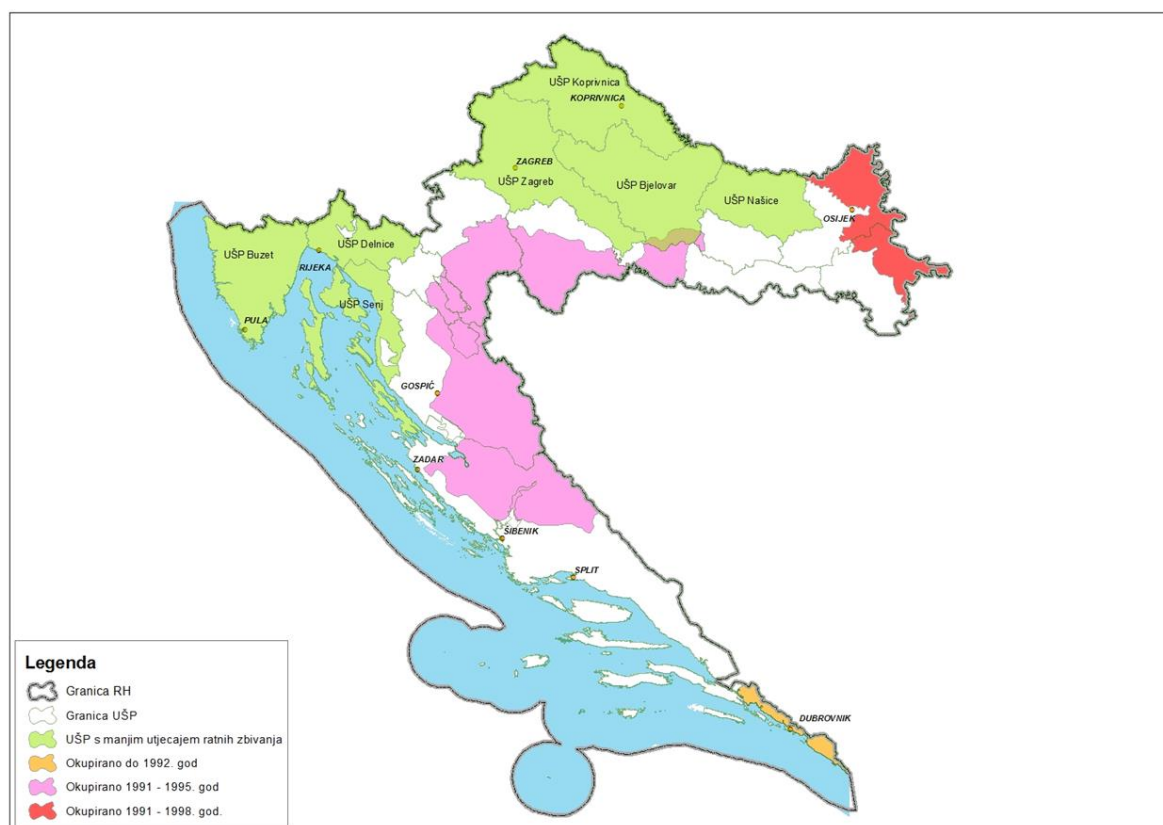 UŠP Koprivnica
KOPRIVNICA
ZAGREB
UŠP Zagreb
UŠP Bjelovar
UŠP Našice
OSIJEK
UŠP Buzet
UŠP Delnice
RIJEKA
UŠP Senj
PULA
GOSPIĆ
ZADAR
ŠIBENIK
SPLIT
DUBROVNIK
Legenda
Granica RH
Granica UŠP
UŠP s manjim utjecajem ratnih zbivanja
Okupirano do 1992. god
Okupirano 1991 - 1995. god
Okupirano 1991 - 1998. god.